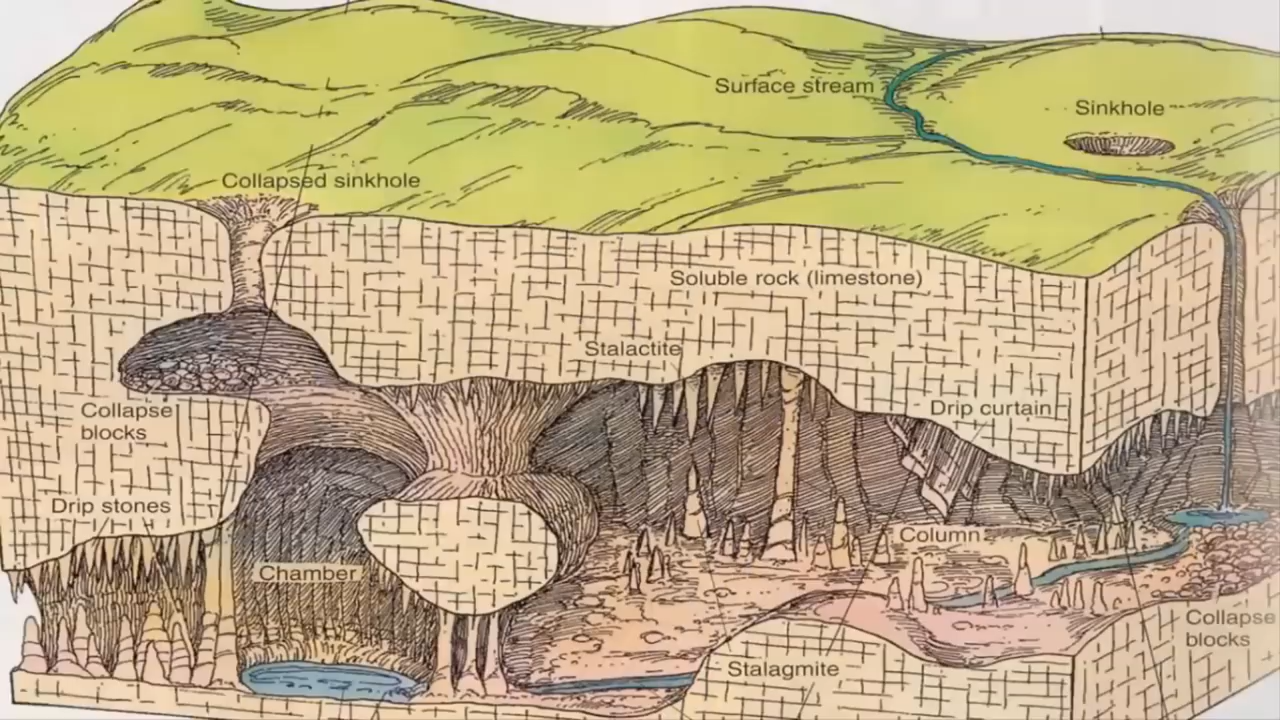 Surface stream
Sinkhole
Collapsed sinkhole
Soluble rock (limestone)
Stalactite
Collapse
blocks
Drip curtain
Drip stones
Column
Chamber
Collapse
blocks
Stalagmite